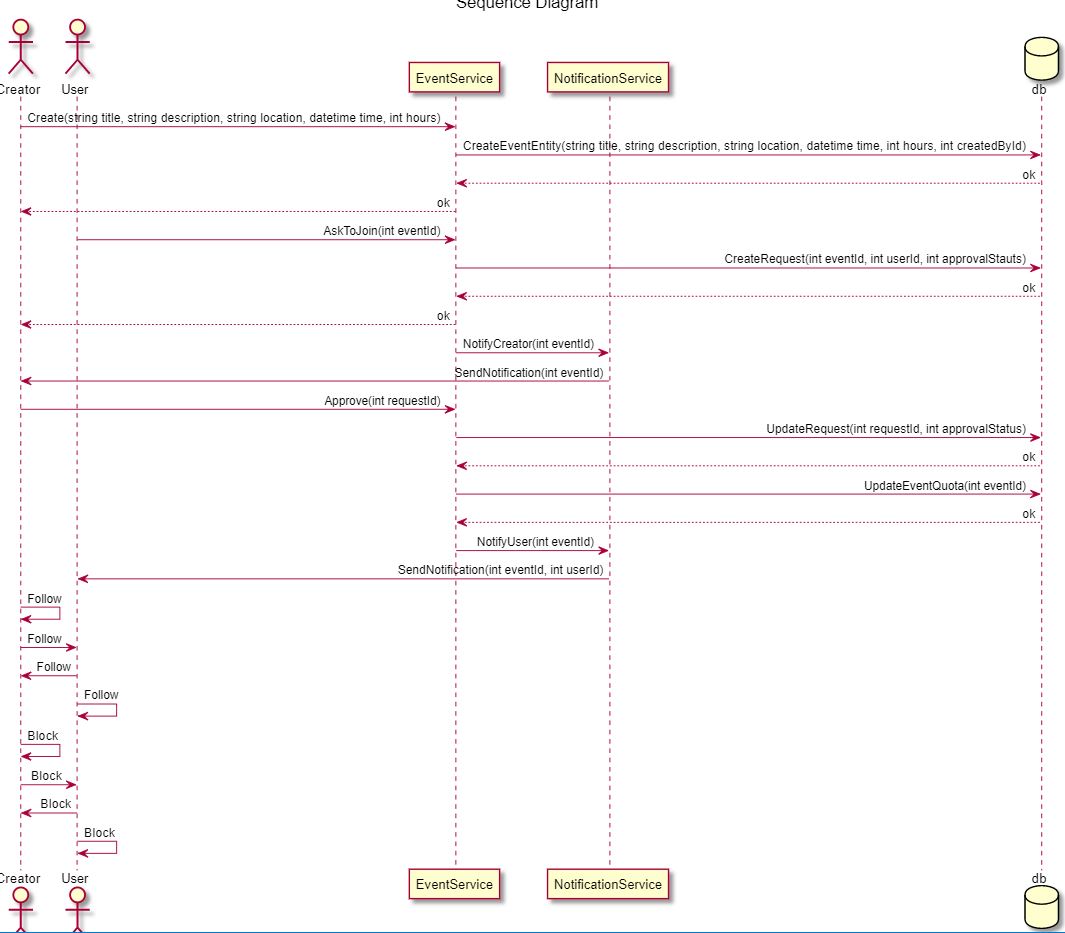 Sequence Diagram
Creator
User
EventService
NotificationService
db
Create(string title, string description, string location, datetime time, int hours)
CreateEventEntity(string title, string description, string location, datetime time, int hours, int createdById)
ok
ok
AskToJoin(int eventId)
CreateRequest(int eventId, int userId, int approvalStauts)
ok
ok
NotifyCreator(int eventId)
SendNotification(int eventId)
Approve(int requestId)
UpdateRequest(int requestId, int approvalStatus)
ok
UpdateEventQuota(int eventId)
ok
NotifyUser(int eventId)
SendNotification(int eventId, int userId)
Follow
Follow
Follow
Follow
Block
Block
Block
Block
Creator
User
EventService
NotificationService
db